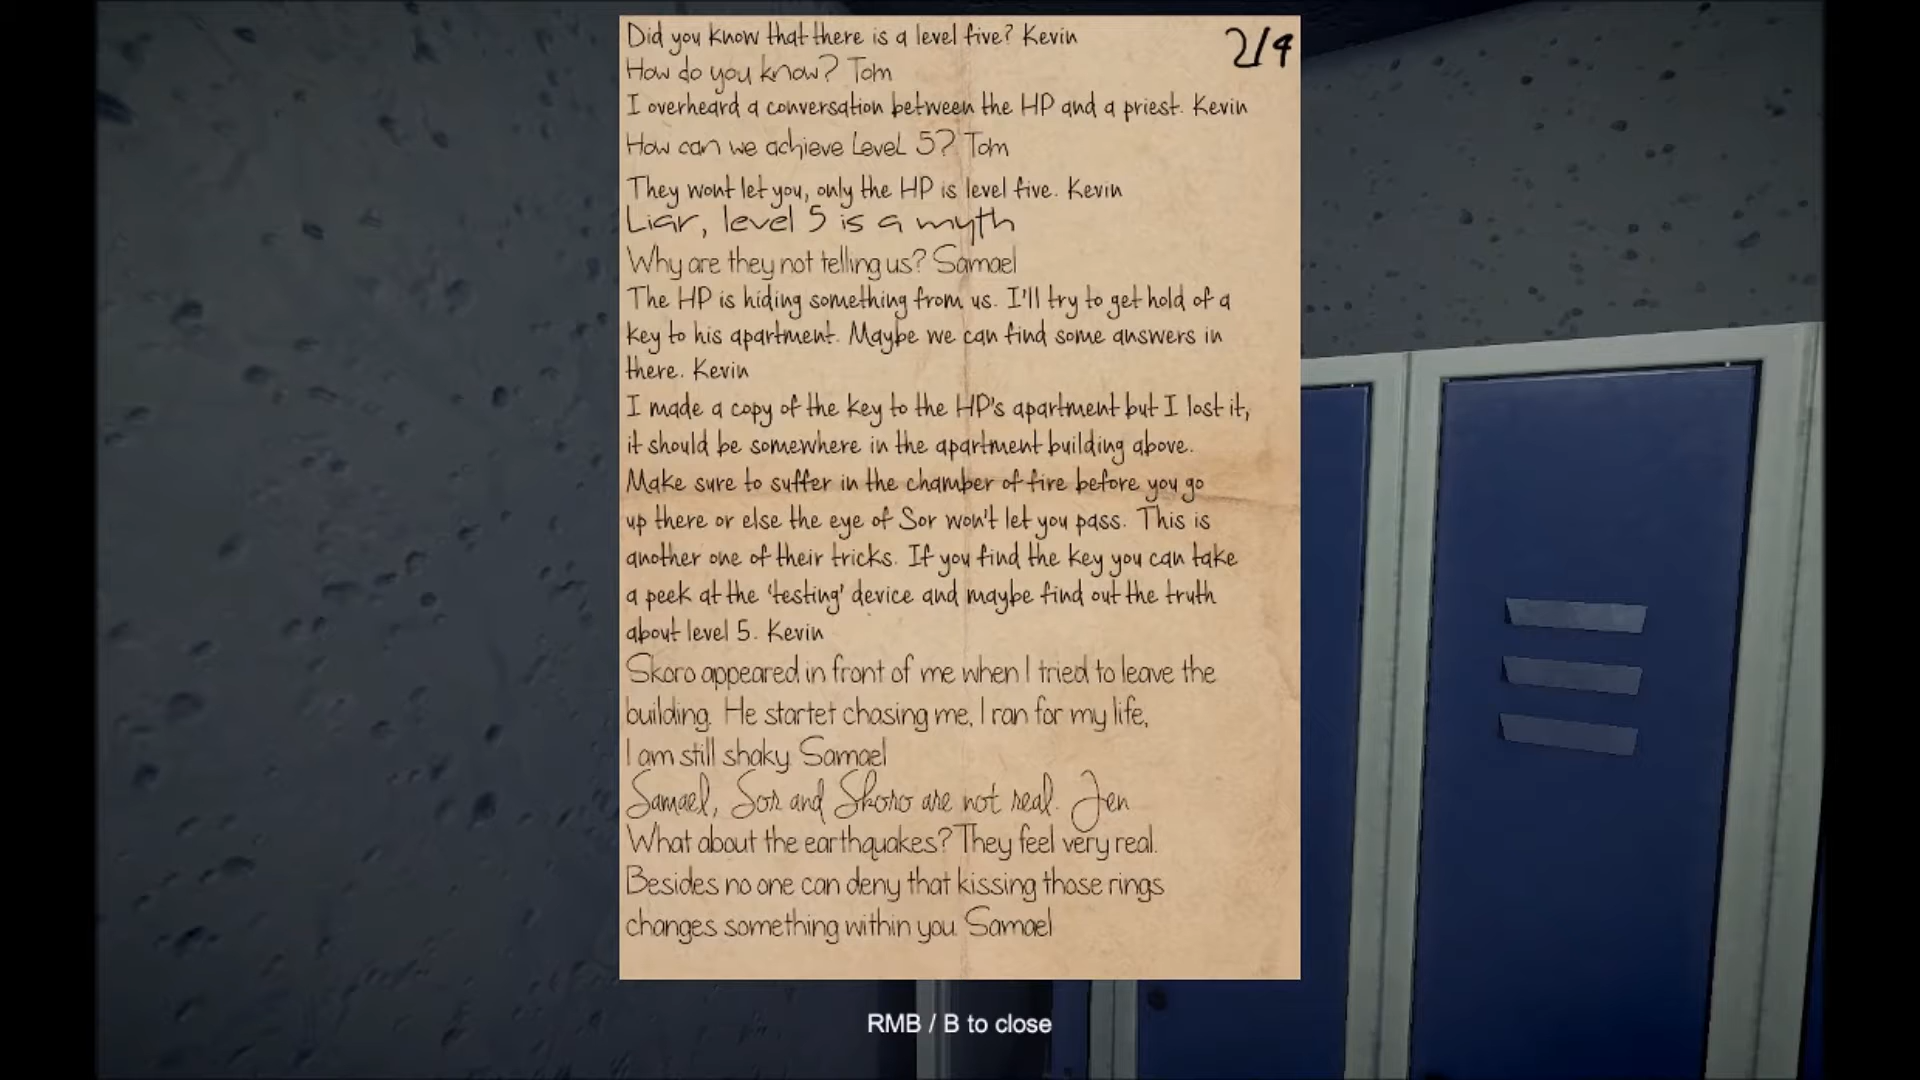 Did you know that there is a level five? Kevin
2/4
How do you know? Tom
I overheard a conversation between the HP and a priest. Kevin
How can we achieve Level 5? Tom
They wont let you, only the HP is level five. Kevin
Liar, level 5 is a myth
Why are they not telling us? Samael
The HP is hiding something from us. I'll try to get hold of a
key to his apartment. Maybe we can find some answers in
there. Kevin
I made a copy of the key to the HP's apartment but I lost it,
it should be somewhere in the apartment building above.
Make sure to suffer in the chamber of fire before you go
up there or else the eye of Sor won't let you pass. This is
another one of their tricks. If you find the key you can take
a peek at the 'testing' device and maybe find out the truth
about level 5. Kevin
Skoro appeared in front of me when I tried to leave the
building. He startet chasing me, I ran for my life,
I am still shaky. Samael
Samael, Sor and Skoro are not real. Jen
What about the earthquakes? They feel very real.
Besides no one can deny that kissing those rings
changes something within you. Samael
RMB / B to close